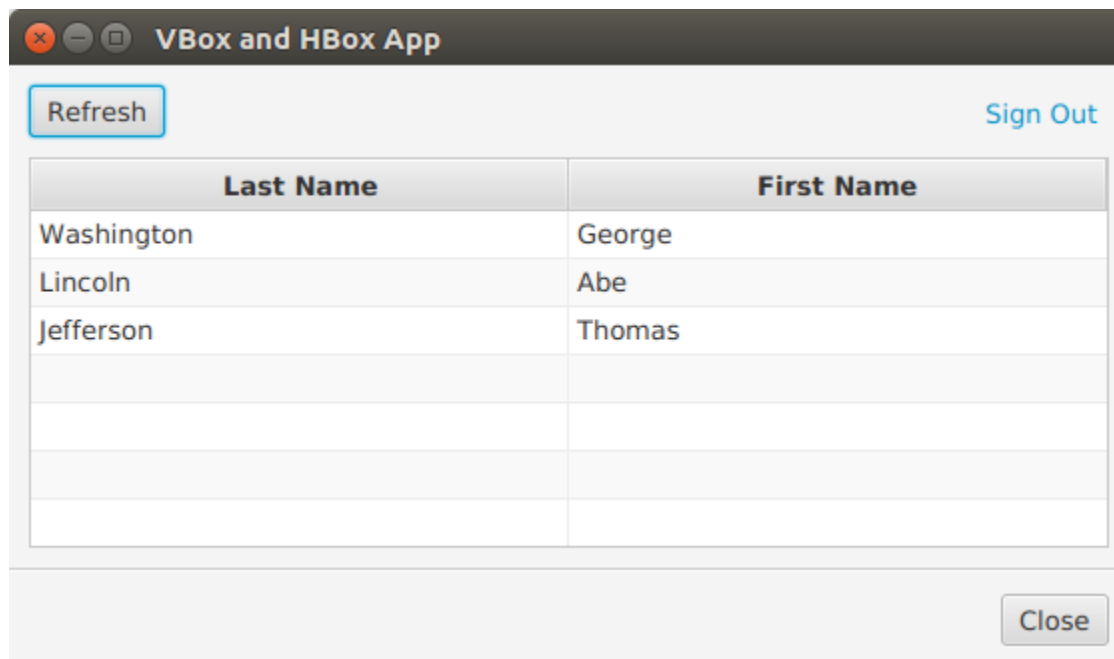 VBox and HBox App
Refresh Sign Out
Last Name First Name
Washington George
Lincoln Abe
Jefferson Thomas
Close